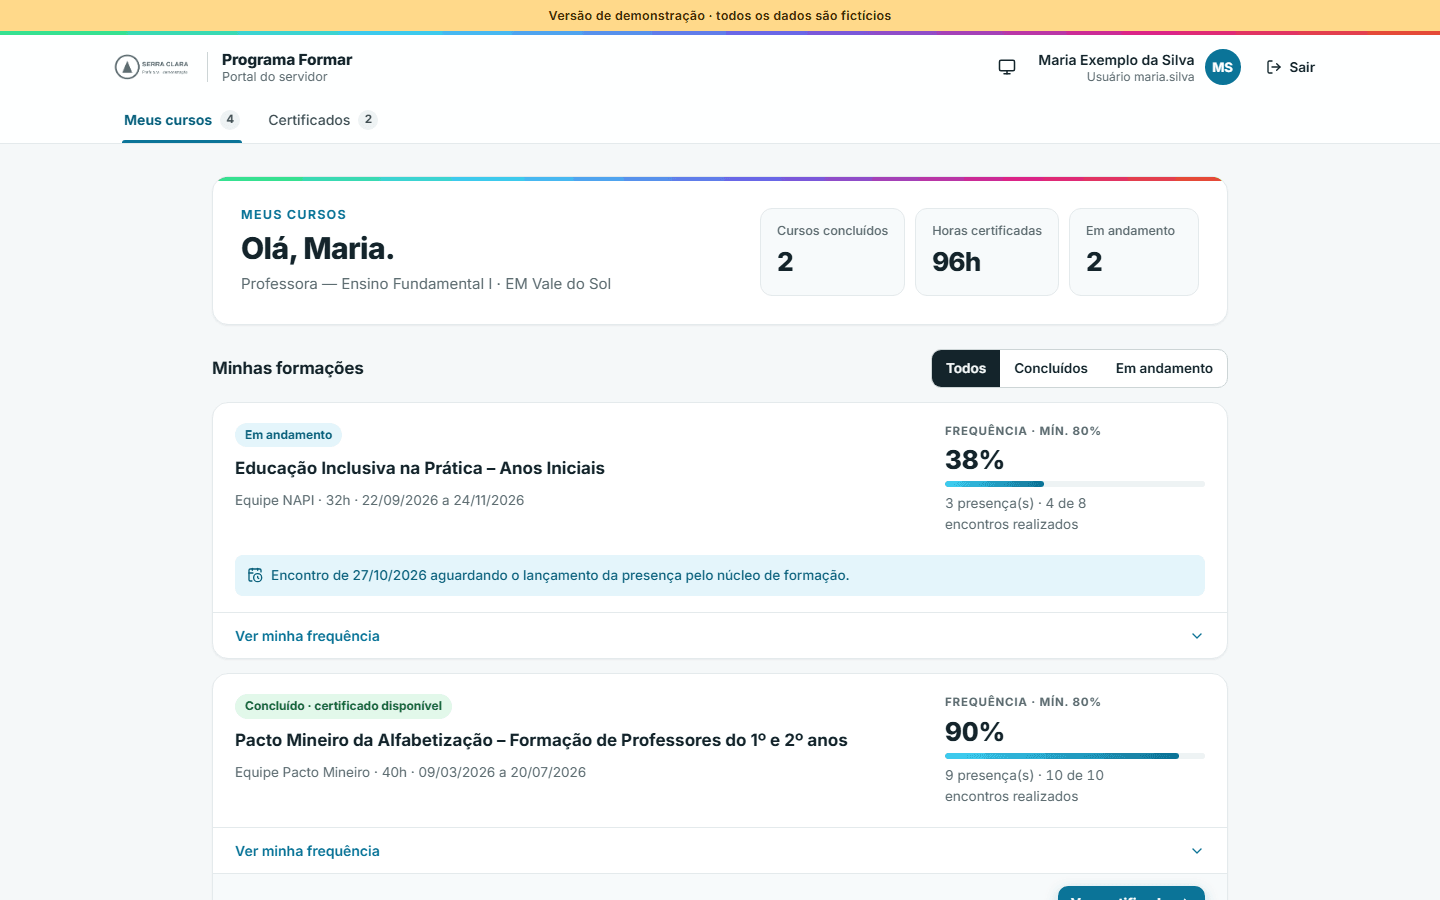 Versão de demonstração · todos os dados são fictícios
SERRA CLARA
Programa Formar
Portal do servidor
Maria Exemplo da Silva
Usuário maria.silva
MS
Sair
Meus cursos 4
Certificados 2
MEUS CURSOS
Olá, Maria.
Professora — Ensino Fundamental I · EM Vale do Sol
Cursos concluídos
2
Horas certificadas
96h
Em andamento
2
Minhas formações
Todos
Concluídos
Em andamento
Em andamento
Educação Inclusiva na Prática – Anos Iniciais
Equipe NAPI · 32h · 22/09/2026 a 24/11/2026
FREQUÊNCIA · MÍN. 80%
38%
3 presença(s) · 4 de 8
encontros realizados
Encontro de 27/10/2026 aguardando o lançamento da presença pelo núcleo de formação.
Ver minha frequência
Concluído · certificado disponível
Pacto Mineiro da Alfabetização – Formação de Professores do 1º e 2º anos
Equipe Pacto Mineiro · 40h · 09/03/2026 a 20/07/2026
FREQUÊNCIA · MÍN. 80%
90%
9 presença(s) · 10 de 10
encontros realizados
Ver minha frequência